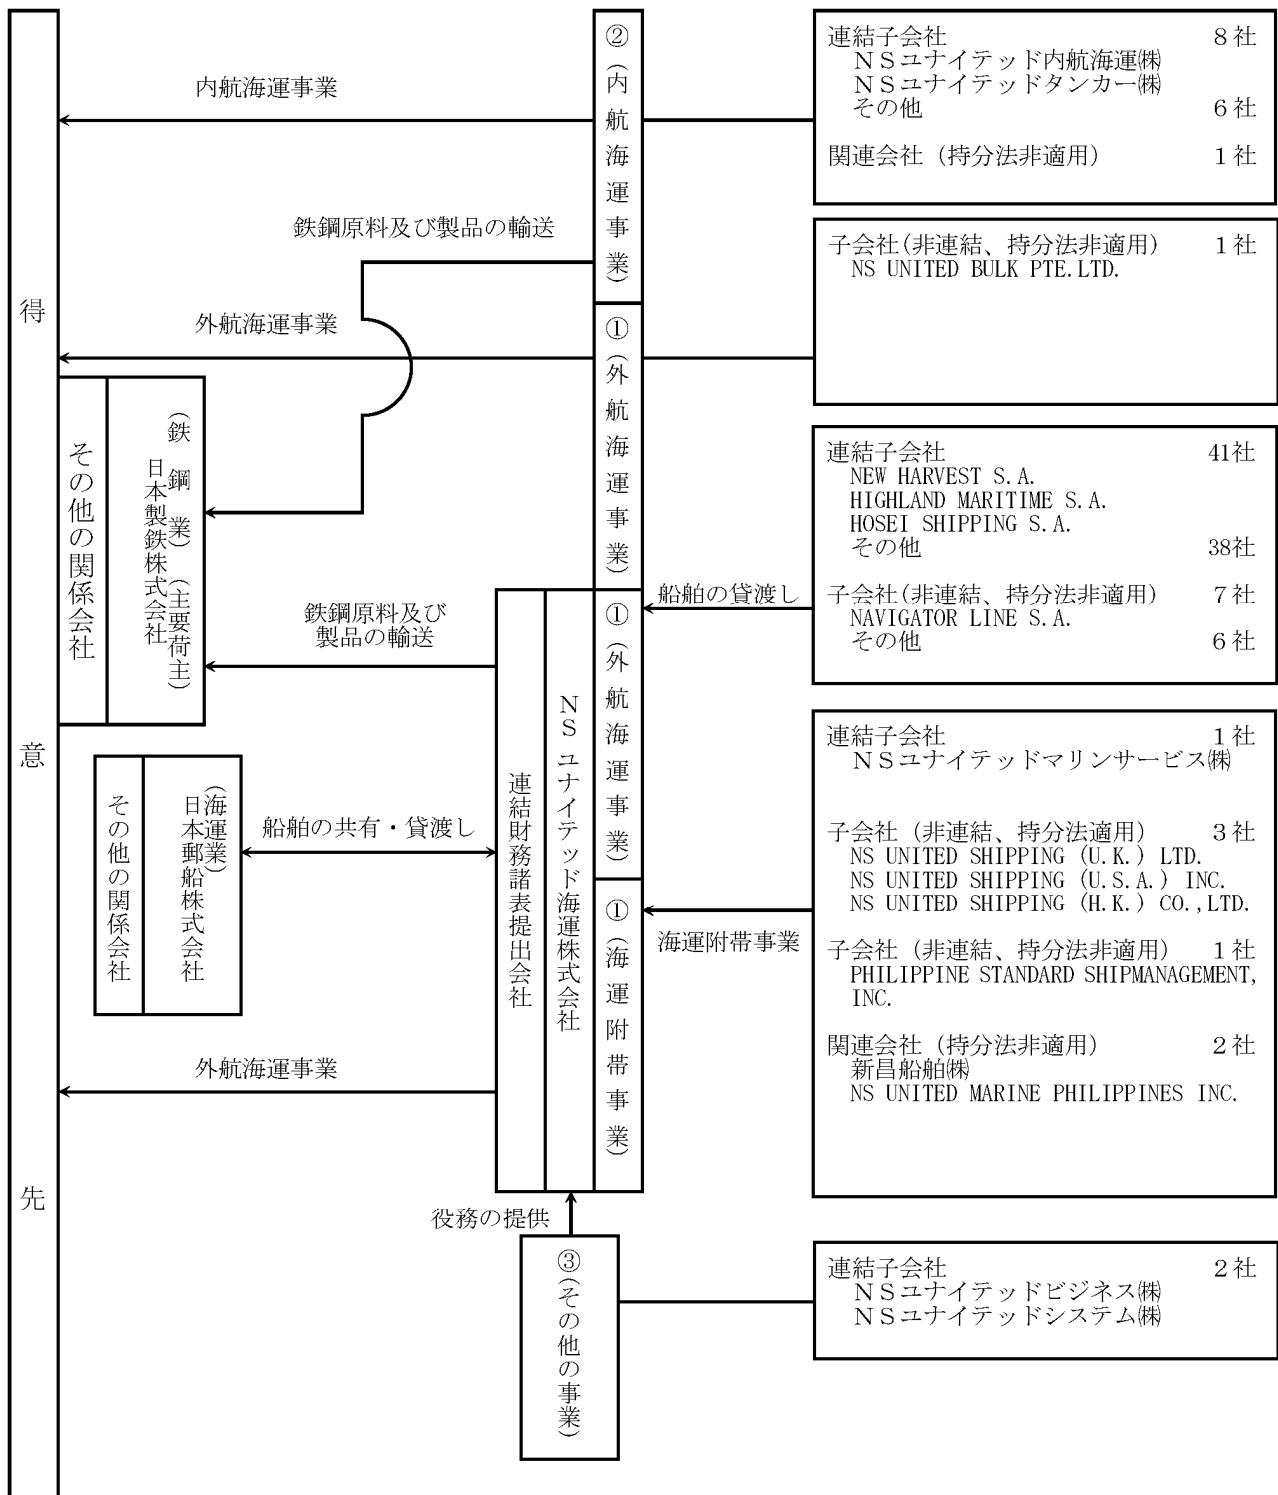 得意先
内航海運事業
鉄鋼原料及び製品の輸送
外航海運事業
その他の関係会社
日本製鉄株式会社
(鉄鋼業)(主要荷主)
鉄鋼原料及び
製品の輸送
その他の関係会社
日本郵船株式会社
(海運業)
船舶の共有・貸渡し
外航海運事業
連結財務諸表提出会社
NSユナイテッド海運株式会社
②(内航海運事業)
①(外航海運事業)
①(外航海運事業)
①(海運附帯事業)
役務の提供
③(その他の事業)
船舶の貸渡し
海運附帯事業
連結子会社 8社
NSユナイテッド内航海運㈱
NSユナイテッドタンカー㈱
その他 6社
関連会社(持分法非適用) 1社
子会社(非連結、持分法非適用) 1社
NS UNITED BULK PTE.LTD.
連結子会社 41社
NEW HARVEST S.A.
HIGHLAND MARITIME S.A.
HOSEI SHIPPING S.A.
その他 38社
子会社(非連結、持分法非適用) 7社
NAVIGATOR LINE S.A.
その他 6社
連結子会社 1社
NSユナイテッドマリンサービス㈱
子会社(非連結、持分法適用) 3社
NS UNITED SHIPPING (U.K.) LTD.
NS UNITED SHIPPING (U.S.A.) INC.
NS UNITED SHIPPING (H.K.) CO.,LTD.
子会社(非連結、持分法非適用) 1社
PHILIPPINE STANDARD SHIPMANAGEMENT,
INC.
関連会社(持分法非適用) 2社
新昌船舶㈱
NS UNITED MARINE PHILIPPINES INC.
連結子会社 2社
NSユナイテッドビジネス㈱
NSユナイテッドシステム㈱